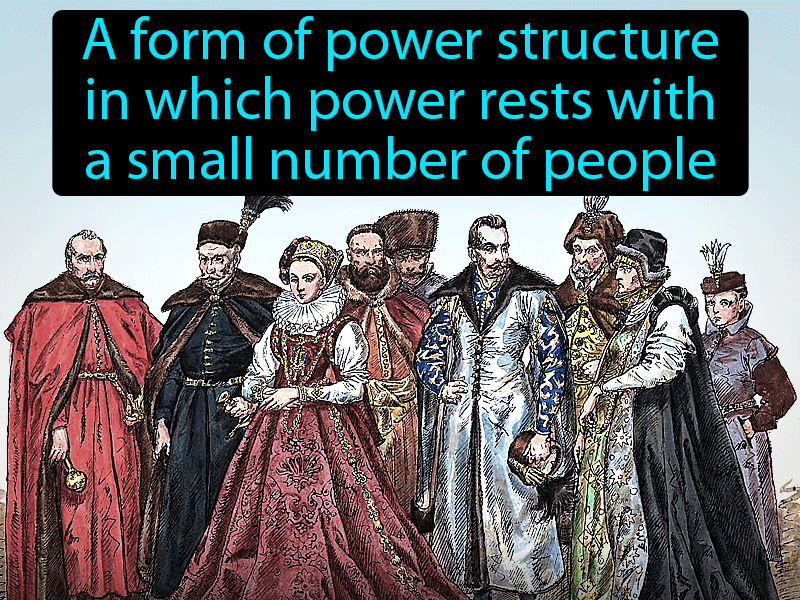 A form of power structure
in which power rests with
a small number of people